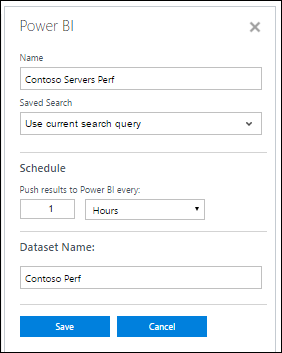 Power BI
Name
Contoso Servers Perf
Saved Search
Use current search query
Schedule
Push results to Power BI every:
1 Hours
Dataset Name:
Contoso Perf
Save Cancel